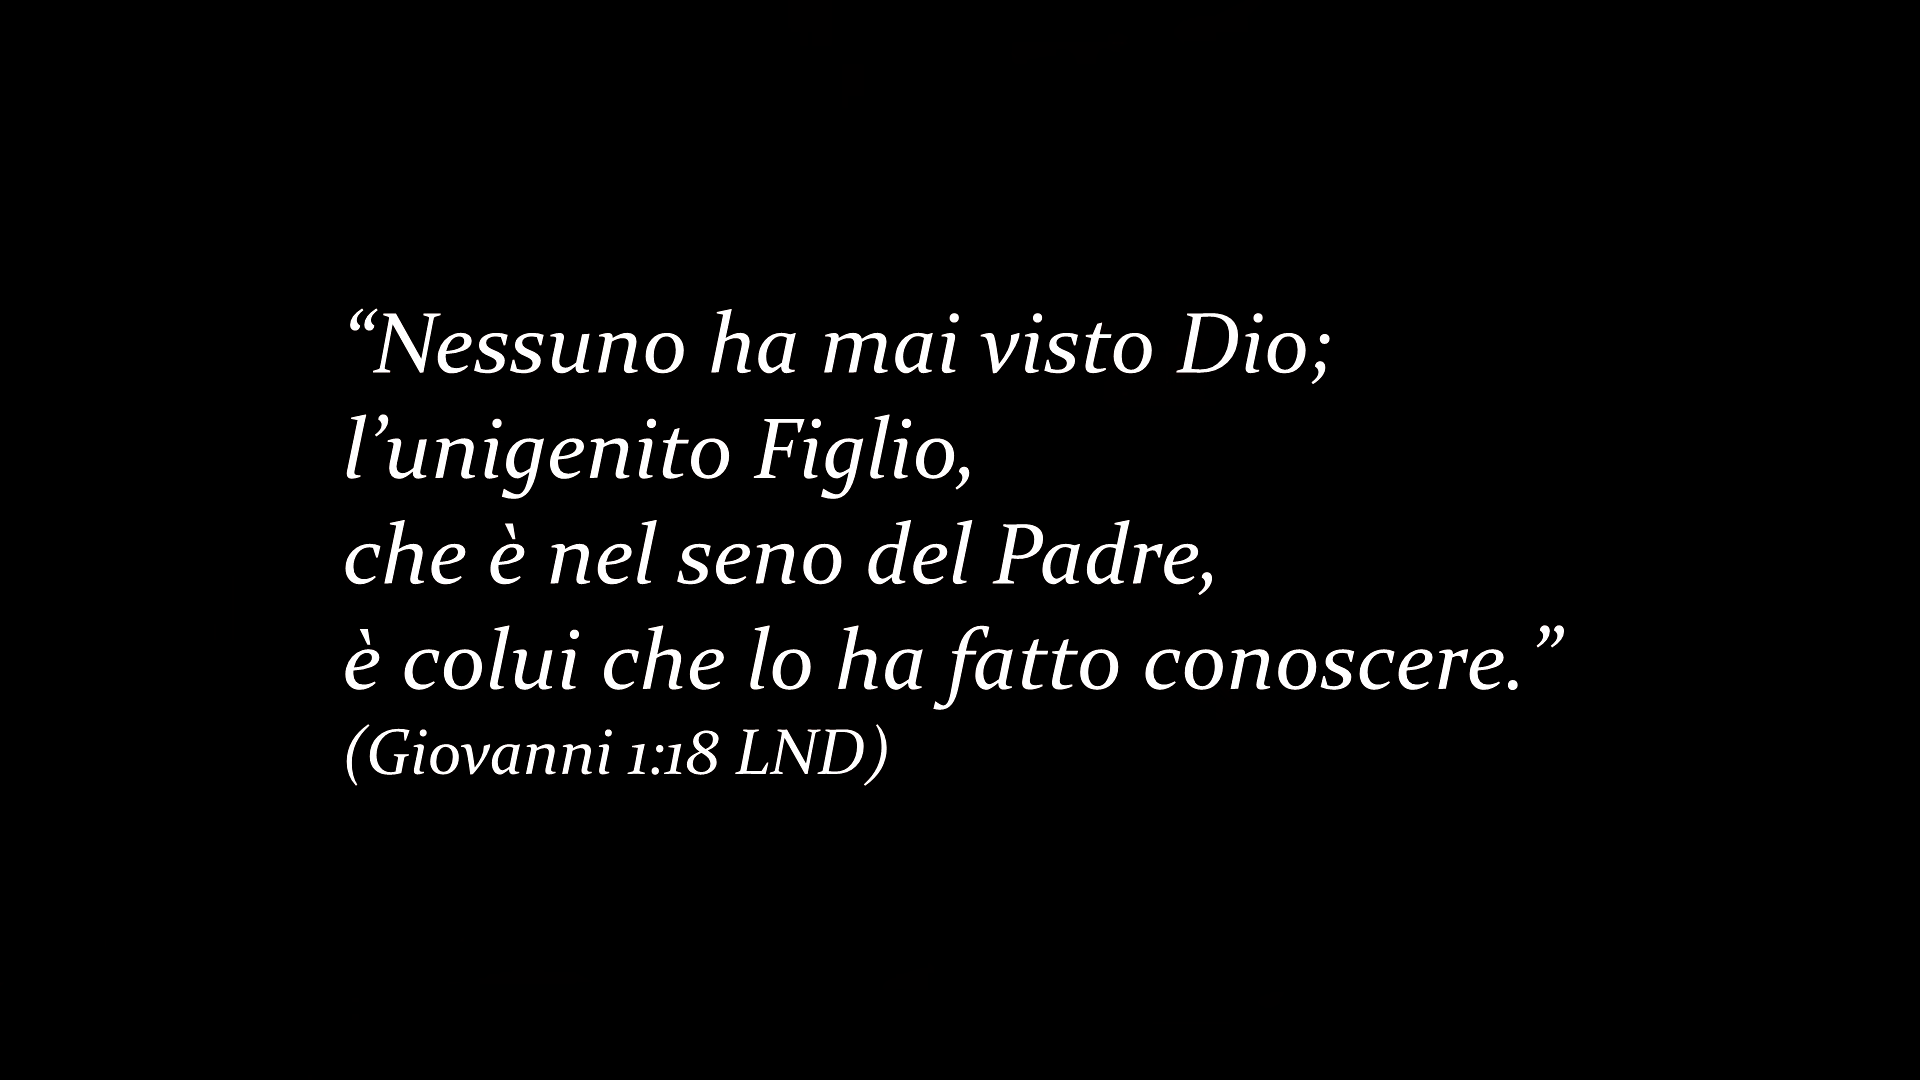 “Nessuno ha mai visto Dio;
l’unigenito Figlio,
che è nel seno del Padre,
è colui che lo ha fatto conoscere.”
(Giovanni 1:18 LND)